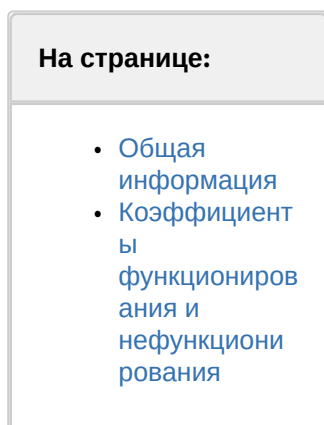 На странице:
• Общая
информация
• Коэффициент
ы
функциониров
ания и
нефункциони
рования